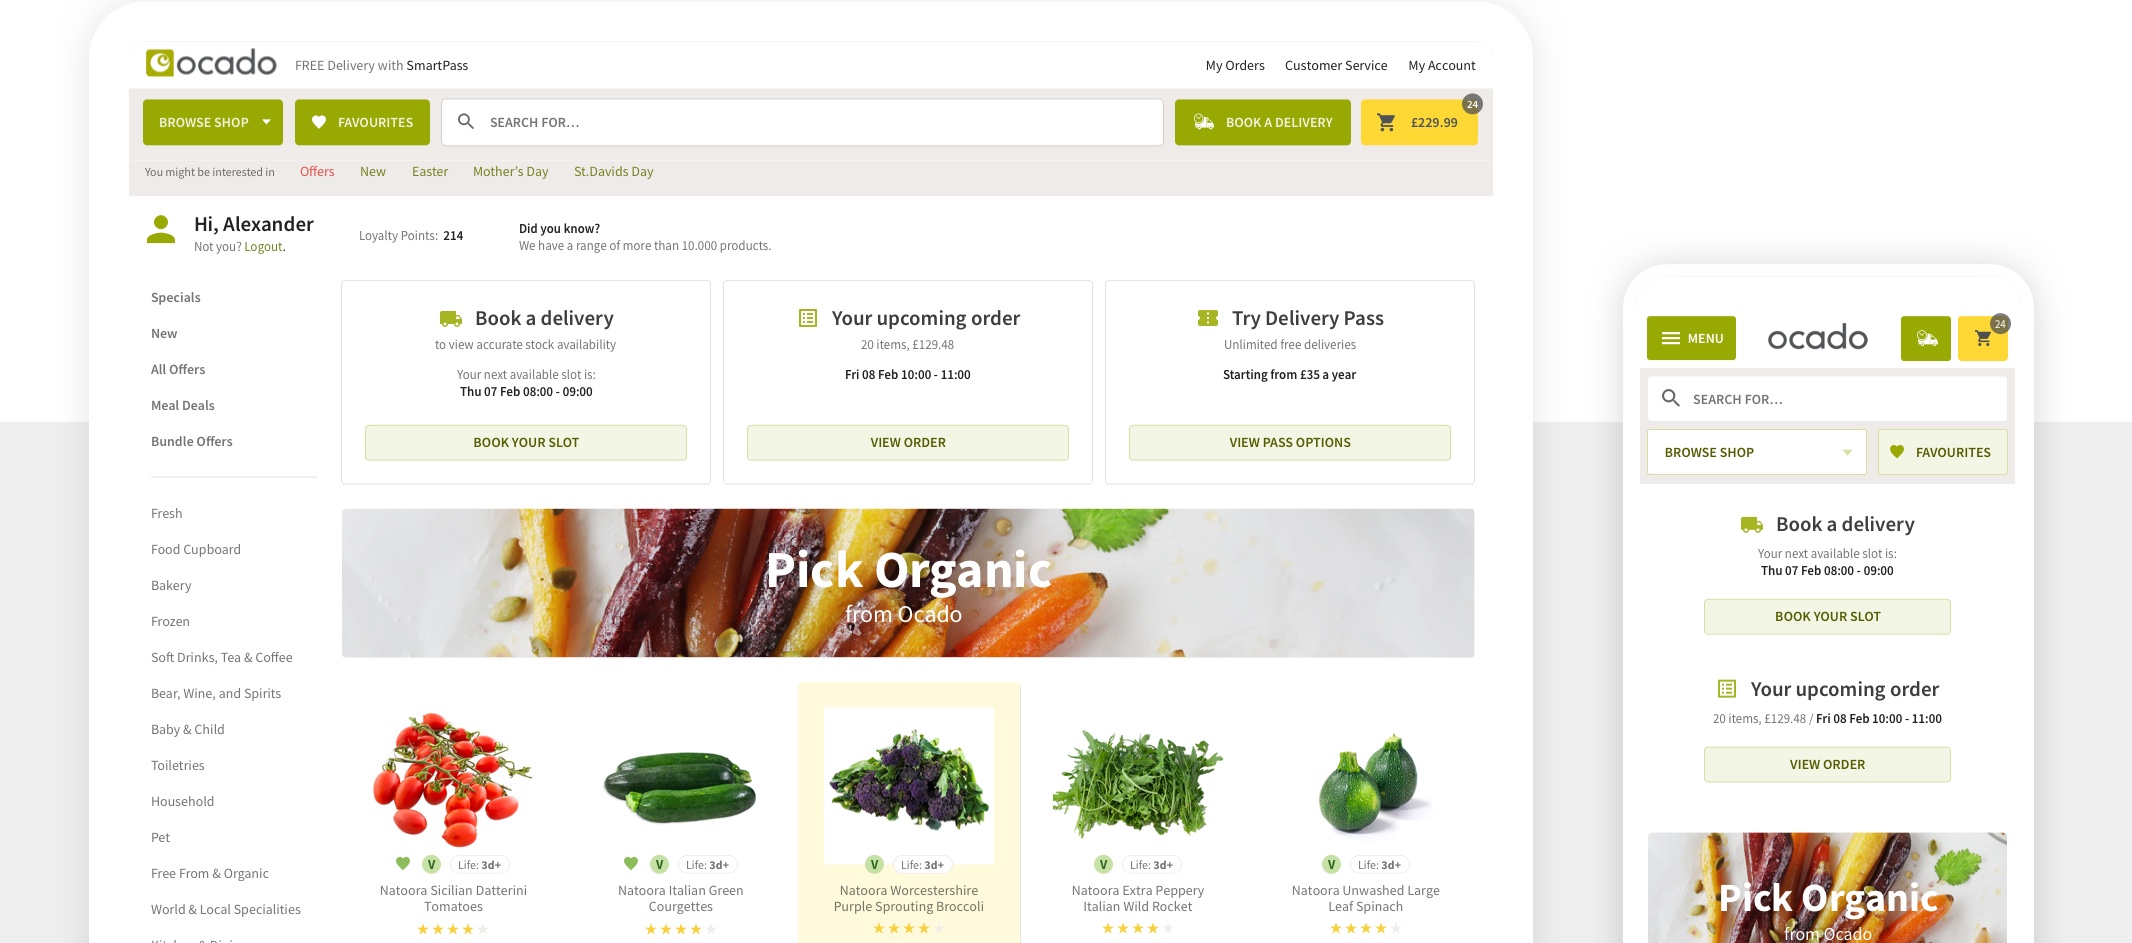 ocado
FREE Delivery with SmartPass
My Orders
Customer Service
My Account
BROWSE SHOP
FAVOURITES
SEARCH FOR...
BOOK A DELIVERY
£229.99
24
You might be interested in
Offers
New
Easter
Mother's Day
St.Davids Day
Hi, Alexander
Not you? Logout.
Loyalty Points: 214
Did you know?
We have a range of more than 10.000 products.
Specials
New
All Offers
Meal Deals
Bundle Offers
Fresh
Food Cupboard
Bakery
Frozen
Soft Drinks, Tea & Coffee
Bear, Wine, and Spirits
Baby & Child
Toiletries
Household
Pet
Free From & Organic
World & Local Specialities
Book a delivery
to view accurate stock availability
Your next available slot is:
Thu 07 Feb 08:00 - 09:00
BOOK YOUR SLOT
Your upcoming order
20 items, £129.48
Fri 08 Feb 10:00 - 11:00
VIEW ORDER
Try Delivery Pass
Unlimited free deliveries
Starting from £35 a year
VIEW PASS OPTIONS
Pick Organic
from Ocado
V
Life: 3d+
Natoora Sicilian Datterini
Tomatoes
V
Life: 3d+
Natoora Italian Green
Courgettes
V
Life: 3d+
Natoora Worcestershire
Purple Sprouting Broccoli
V
Life: 3d+
Natoora Extra Peppery
Italian Wild Rocket
V
Life: 3d+
Natoora Unwashed Large
Leaf Spinach
MENU
ocado
24
SEARCH FOR...
BROWSE SHOP
FAVOURITES
Book a delivery
Your next available slot is:
Thu 07 Feb 08:00 - 09:00
BOOK YOUR SLOT
Your upcoming order
20 items, £129.48 / Fri 08 Feb 10:00 - 11:00
VIEW ORDER
Pick Organic
from Ocado